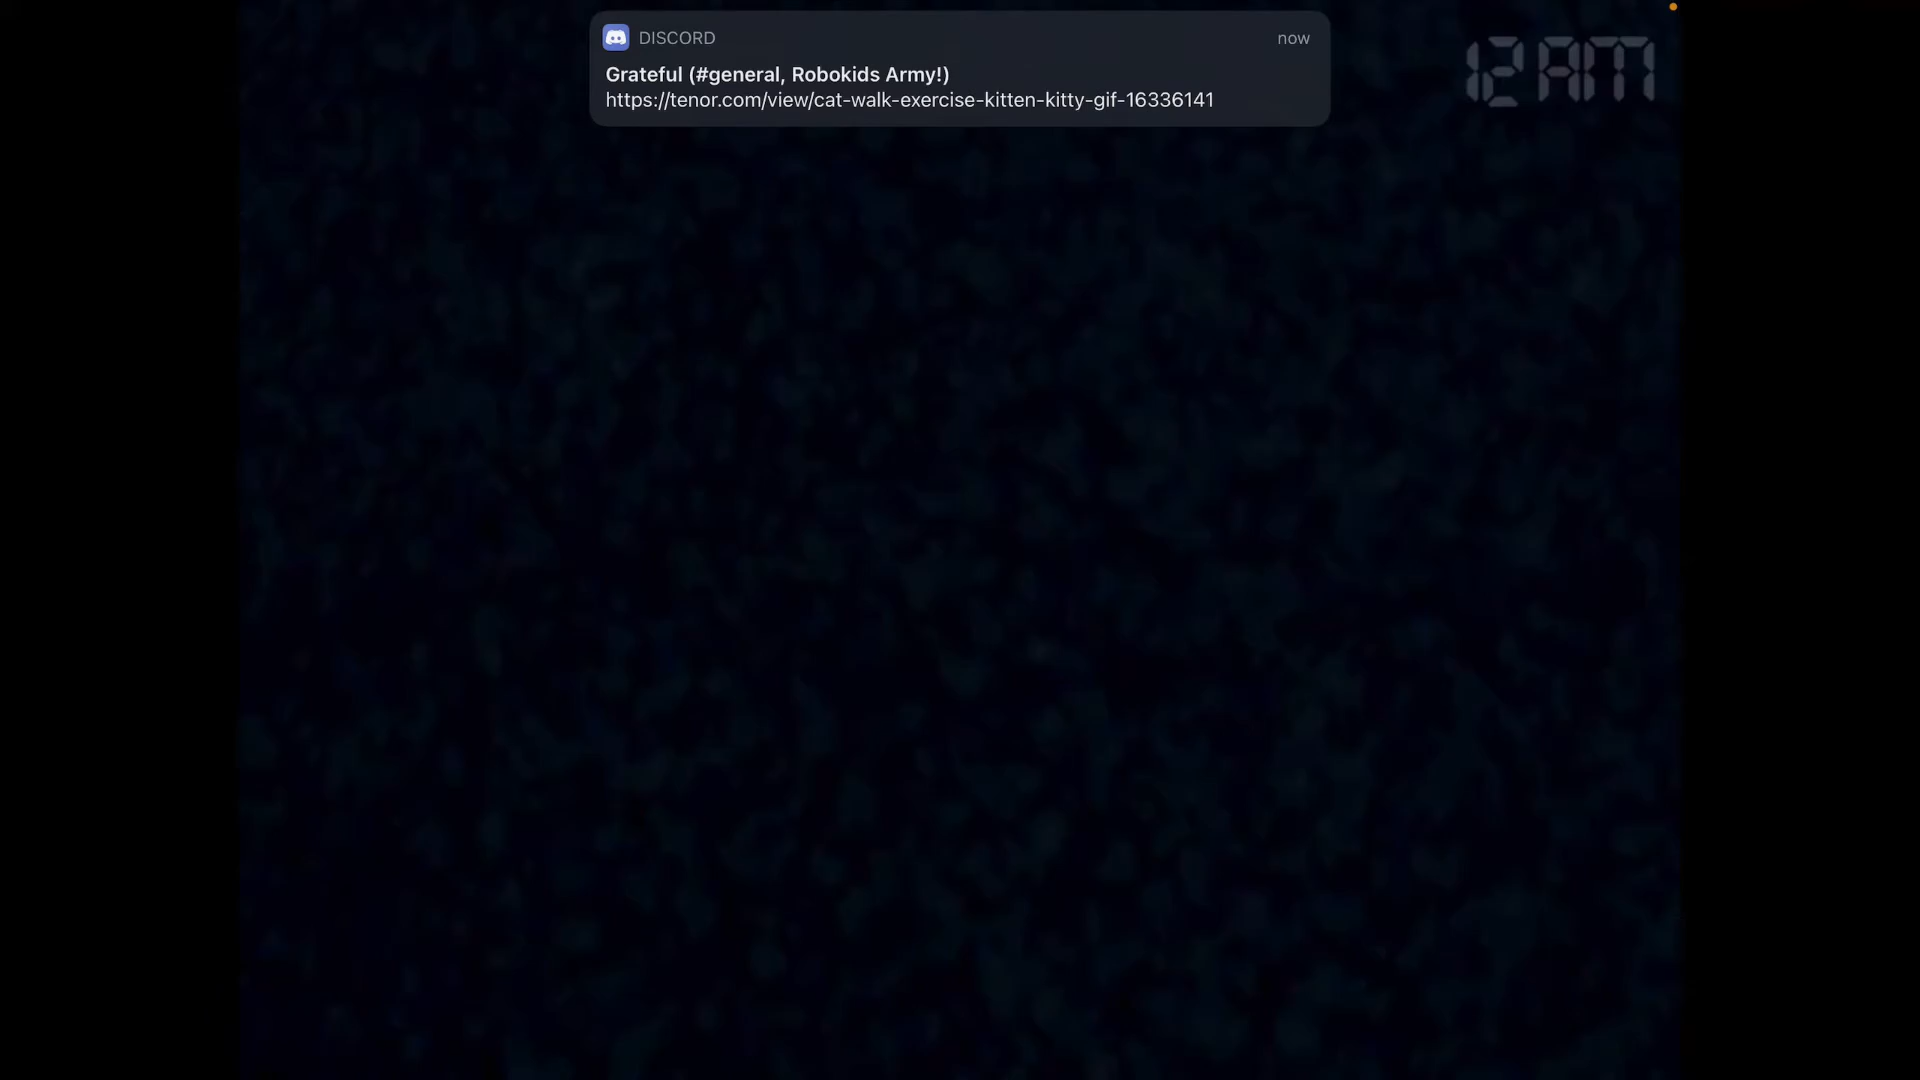 DISCORD
now
12 AM
Grateful (#general, Robokids Army!)
https://tenor.com/view/cat-walk-exercise-kitten-kitty-gif-16336141